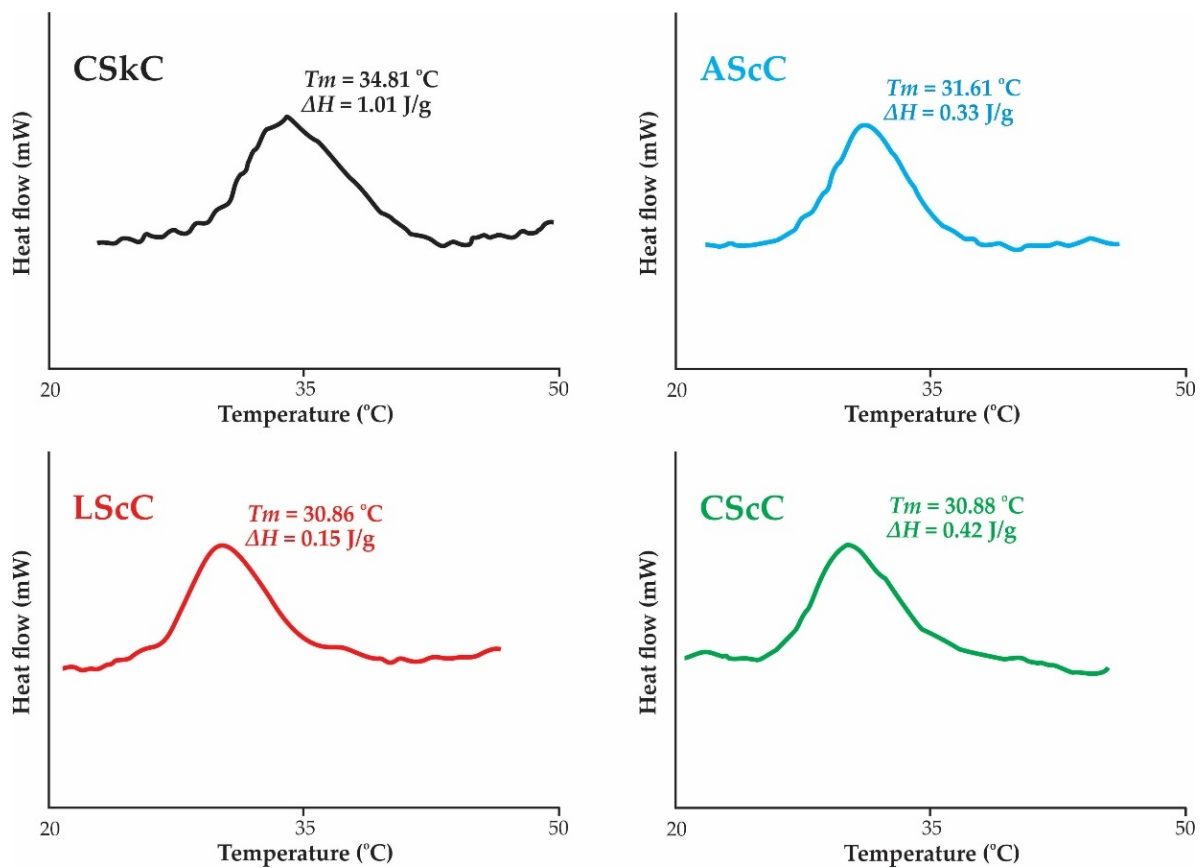 CSkC
Tm = 34.81 °C
ΔH = 1.01 J/g
Heat flow (mW)
20
35
50
Temperature (°C)
AScC
Tm = 31.61 °C
ΔH = 0.33 J/g
Heat flow (mW)
20
35
50
Temperature (°C)
LScC
Tm = 30.86 °C
ΔH = 0.15 J/g
Heat flow (mW)
20
35
50
Temperature (°C)
CScC
Tm = 30.88 °C
ΔH = 0.42 J/g
Heat flow (mW)
20
35
50
Temperature (°C)